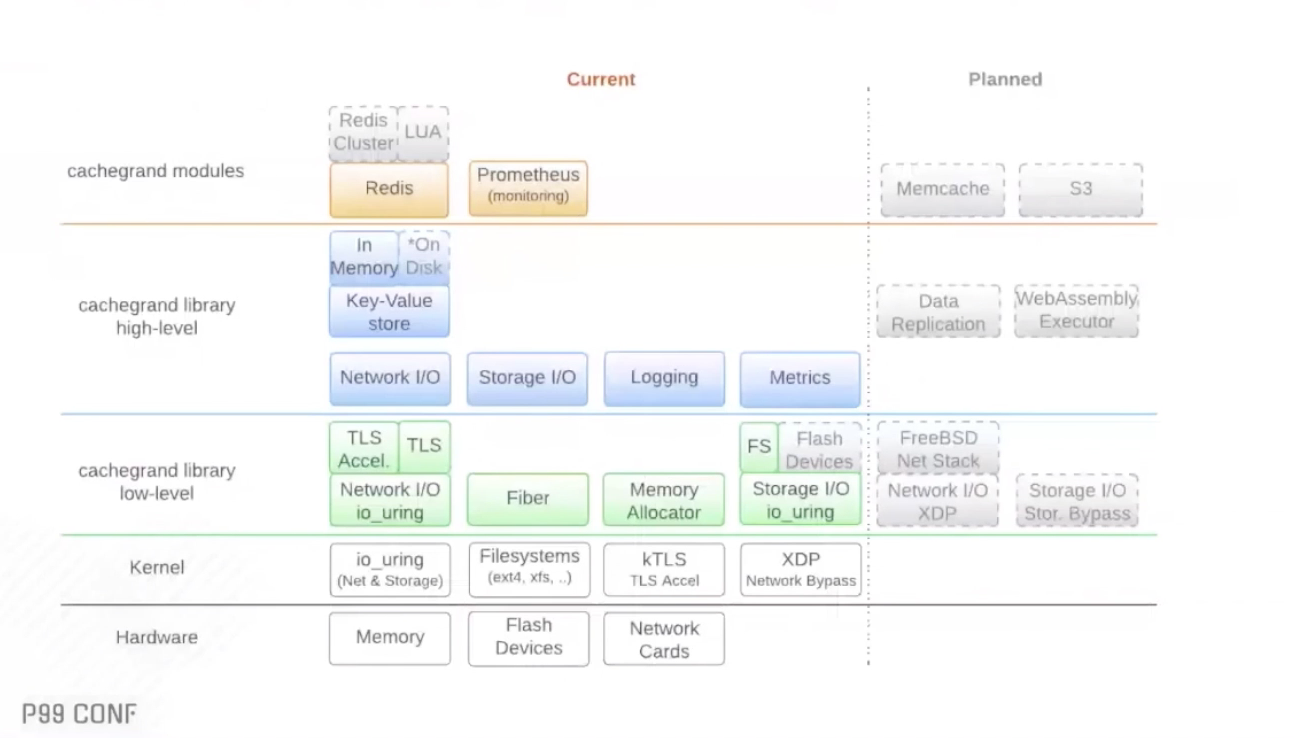 Current
Planned
Redis
Cluster
LUA
cachegrand modules
Redis
Prometheus
(monitoring)
Memcache
S3
In
Memory
*On
Disk
cachegrand library
high-level
Key-Value
store
Data
Replication
WebAssembly
Executor
Network I/O
Storage I/O
Logging
Metrics
TLS
Accel.
TLS
FS
Flash
Devices
FreeBSD
Net Stack
cachegrand library
low-level
Network I/O
io_uring
Fiber
Memory
Allocator
Storage I/O
io_uring
Network I/O
XDP
Storage I/O
Stor. Bypass
Kernel
io_uring
(Net & Storage)
Filesystems
(ext4, xfs, ..)
kTLS
TLS Accel
XDP
Network Bypass
Hardware
Memory
Flash
Devices
Network
Cards
P99 CONF